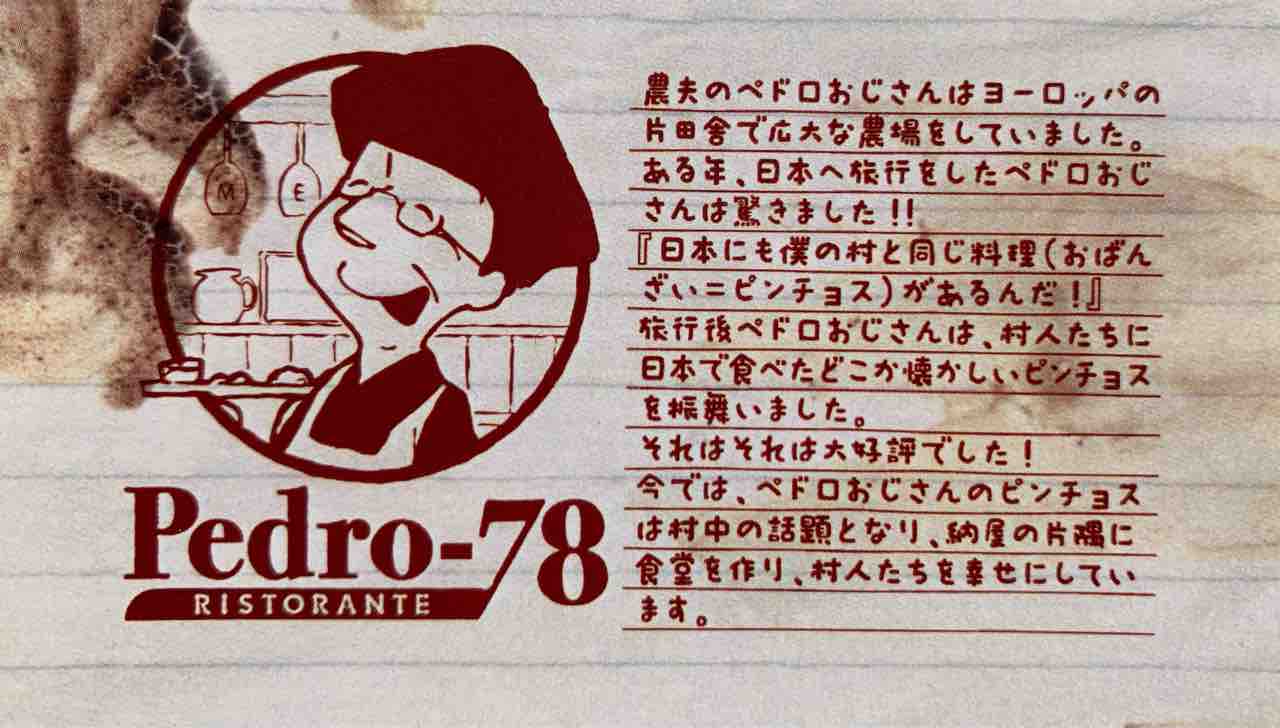 M
E
Pedro-78
RISTORANTE
農夫のペドロおじさんはヨーロッパの
片田舎で広大な農場をしていました。
ある年、日本へ旅行をしたペドロおじ
さんは驚きました!!
『日本にも僕の村と同じ料理(おばん
ざい=ピンチョス)があるんだ!』
旅行後ペドロおじさんは、村人たちに
日本で食べたどこか懐かしいピンチョス
を振舞いました。
それはそれは大好評でした!
今では、ペドロおじさんのピンチョス
は村中の話題となり、納屋の片隅に
食堂を作り、村人たちを幸せにしてい
ます。